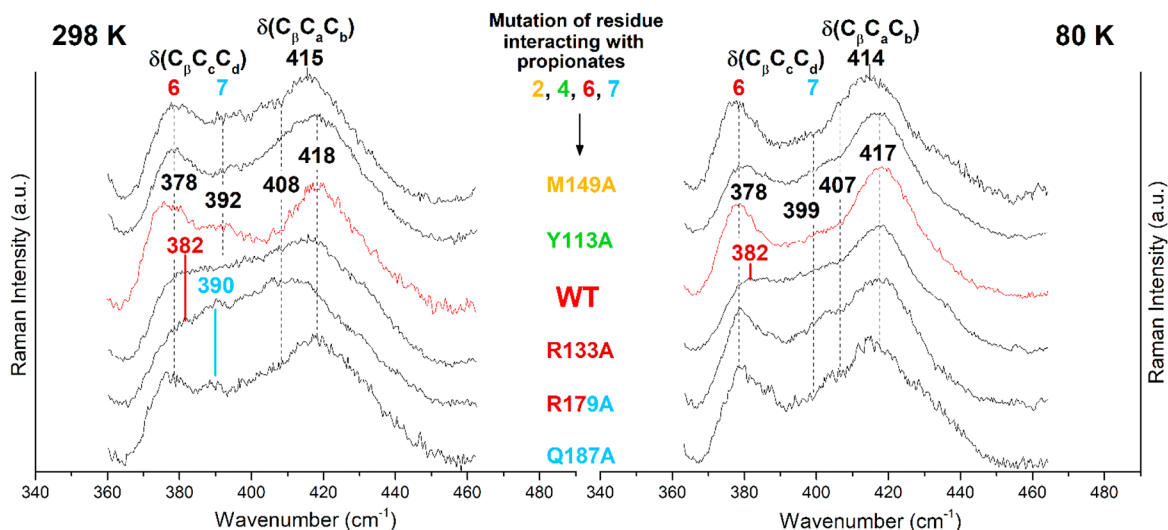 298 K
δ(CβCaCb)
415
δ(CβCcCd)
6 7
378
392
408
418
382
390
Raman Intensity (a.u.)
340 360 380 400 420 440 460 480
Wavenumber (cm-1)
Mutation of residue
interacting with
propionates
2, 4, 6, 7
M149A
Y113A
WT
R133A
R179A
Q187A
80 K
δ(CβCaCb)
414
δ(CβCcCd)
6 7
378
399
407
417
382
Raman Intensity (a.u.)
340 360 380 400 420 440 460 480
Wavenumber (cm-1)